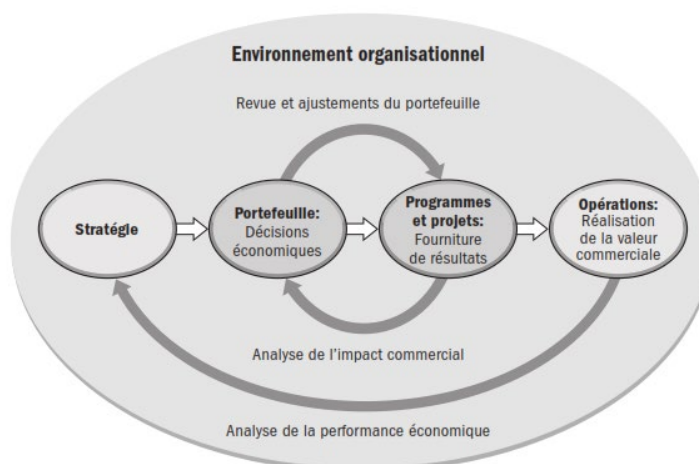 Environnement organisationnel
Revue et ajustements du portefeuille
Stratégie
Portefeuille:
Décisions
économiques
Programmes
et projets:
Fourniture
de résultats
Opérations:
Réalisation
de la valeur
commerciale
Analyse de l’impact commercial
Analyse de la performance économique